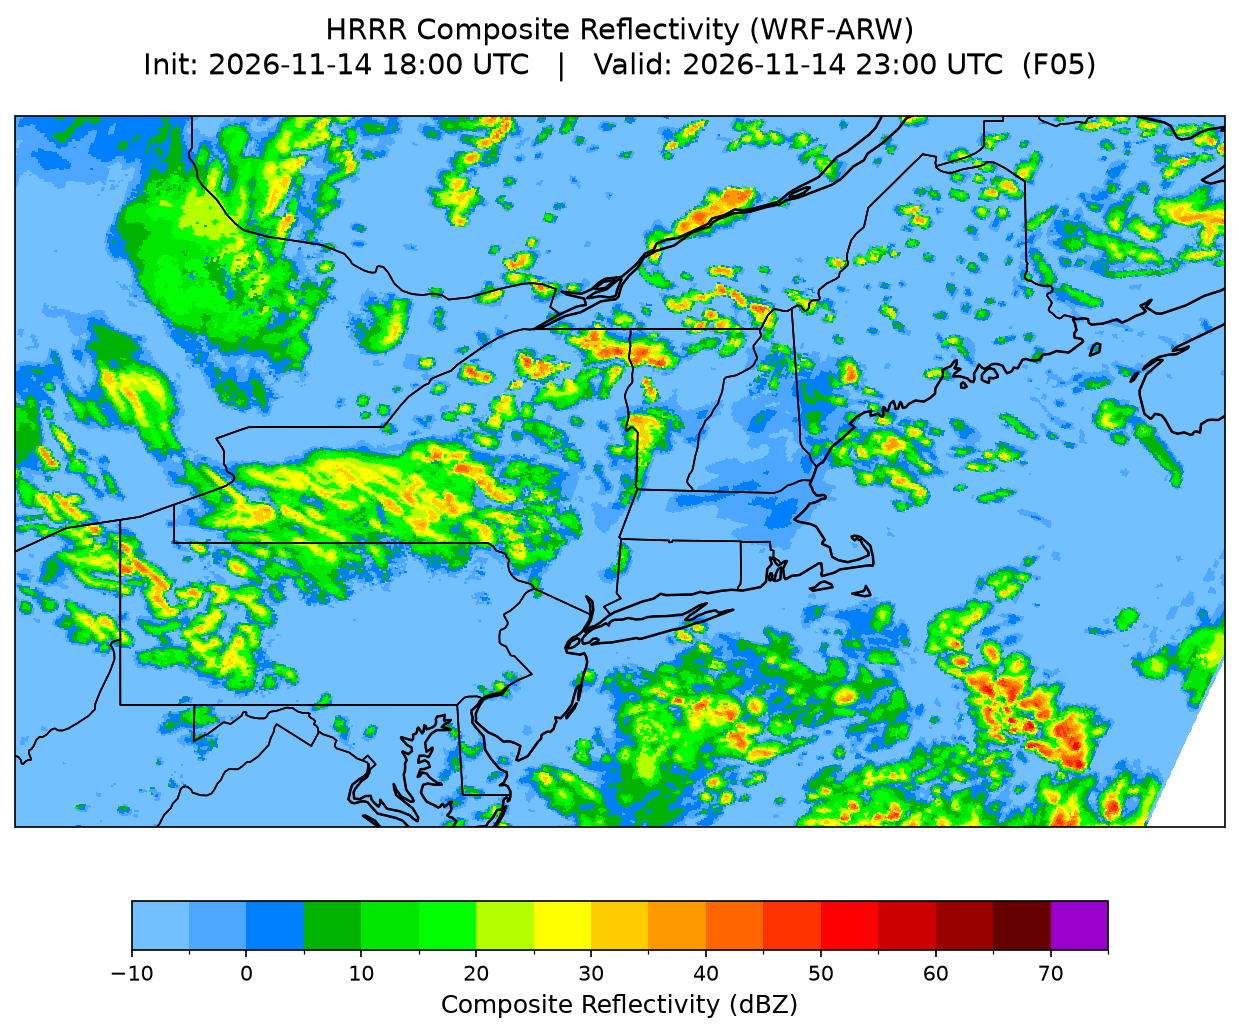 HRRR Composite Reflectivity (WRF-ARW)
Init: 2026-11-14 18:00 UTC | Valid: 2026-11-14 23:00 UTC (F05)
−10 0 10 20 30 40 50 60 70
Composite Reflectivity (dBZ)